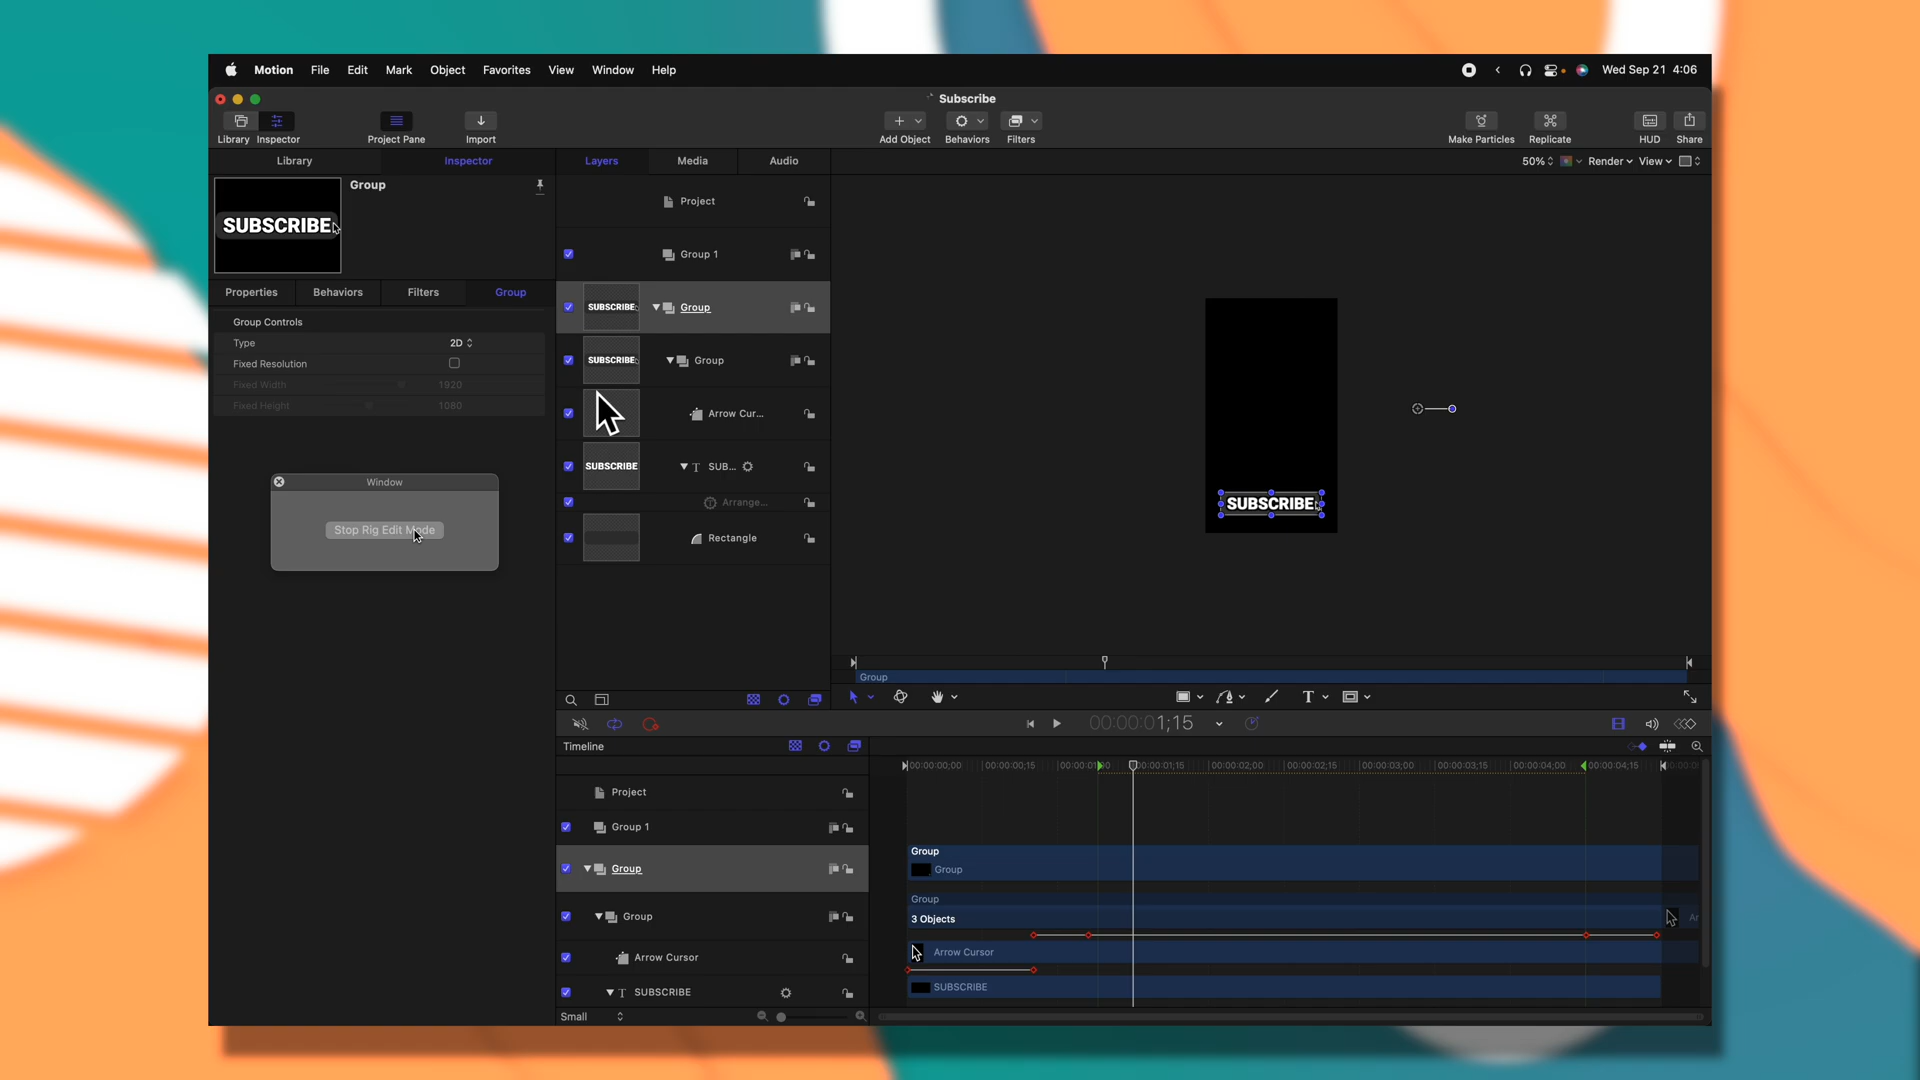 Motion File Edit Mark Object Favorites View Window Help
Wed Sep 21 4:06
Subscribe
Library Inspector Project Pane Import Add Object Behaviors Filters Make Particles Replicate HUD Share
Library Inspector Layers Media Audio
50% Render View
Group
SUBSCRIBE
Project
Group 1
Properties Behaviors Filters Group
SUBSCRIBE Group
Group Controls
Type 2D
Fixed Resolution
Fixed Width 1920
Fixed Height 1080
SUBSCRIBE Group
Arrow Cur...
SUBSCRIBE SUB...
Arrange...
Rectangle
Window
Stop Rig Edit Mode
SUBSCRIBE
Group
00:00:01;15
Timeline
00:00:00;00 00:00:00;15 00:00:01;00 00:00:01;15 00:00:02;00 00:00:02;15 00:00:03;00 00:00:03;15 00:00:04;00 00:00:04;15
Project
Group 1
Group
Group
Group
Group
Group
3 Objects
Arrow Cursor
Arrow Cursor
SUBSCRIBE
SUBSCRIBE
Small